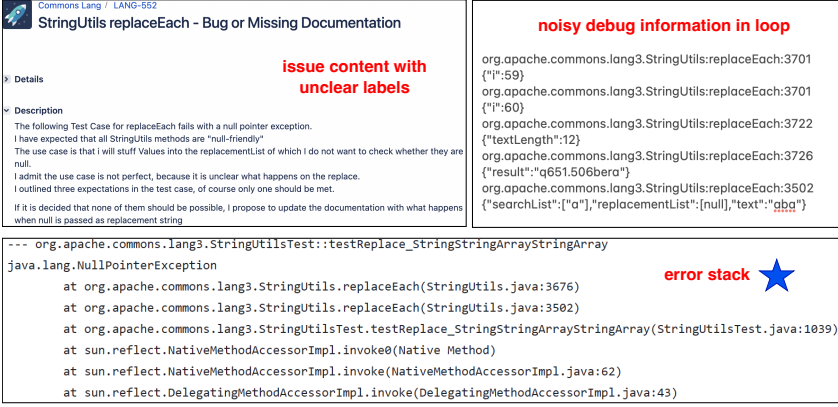 Commons Lang / LANG-552
StringUtils replaceEach - Bug or Missing Documentation
issue content with
unclear labels
Details
Description
The following Test Case for replaceEach fails with a null pointer exception.
I have expected that all StringUtils methods are "null-friendly"
The use case is that i will stuff Values into the replacementList of which I do not want to check whether they are
null.
I admit the use case is not perfect, because it is unclear what happens on the replace.
I outlined three expectations in the test case, of course only one should be met.
If it is decided that none of them should be possible, I propose to update the documentation with what happens
when null is passed as replacement string
noisy debug information in loop
org.apache.commons.lang3.StringUtils:replaceEach:3701
{"i":59}
org.apache.commons.lang3.StringUtils:replaceEach:3701
{"i":60}
org.apache.commons.lang3.StringUtils:replaceEach:3722
{"textLength":12}
org.apache.commons.lang3.StringUtils:replaceEach:3726
{"result":"q651.506bera"}
org.apache.commons.lang3.StringUtils:replaceEach:3502
{"searchList":["a"],"replacementList":[null],"text":"aba"}
--- org.apache.commons.lang3.StringUtilsTest::testReplace_StringStringArrayStringArray
java.lang.NullPointerException
error stack
at org.apache.commons.lang3.StringUtils.replaceEach(StringUtils.java:3676)
at org.apache.commons.lang3.StringUtils.replaceEach(StringUtils.java:3502)
at org.apache.commons.lang3.StringUtilsTest.testReplace_StringStringArrayStringArray(StringUtilsTest.java:1039)
at sun.reflect.NativeMethodAccessorImpl.invoke0(Native Method)
at sun.reflect.NativeMethodAccessorImpl.invoke(NativeMethodAccessorImpl.java:62)
at sun.reflect.DelegatingMethodAccessorImpl.invoke(DelegatingMethodAccessorImpl.java:43)